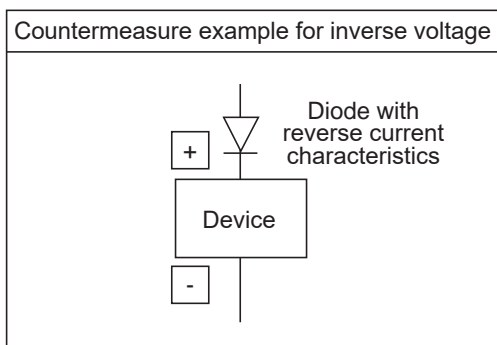 Countermeasure example for inverse voltage
Diode with
reverse current
characteristics
+
Device
-